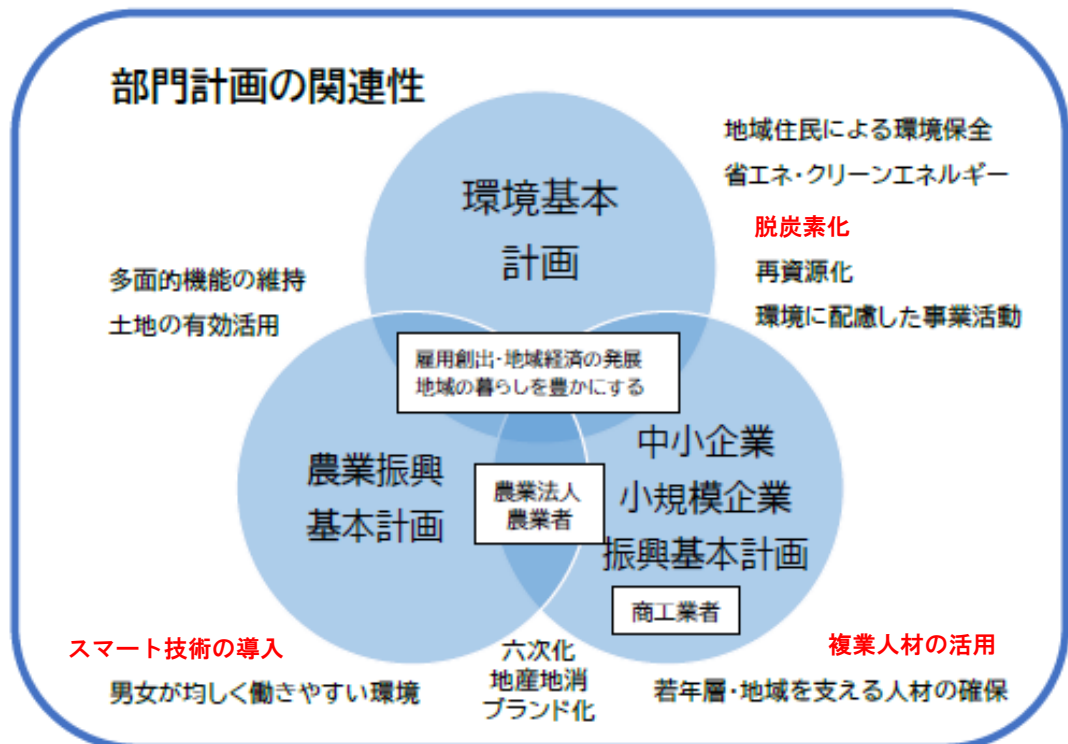 部門計画の関連性
地域住民による環境保全
省エネ・クリーンエネルギー
脱炭素化
再資源化
環境に配慮した事業活動
環境基本
計画
多面的機能の維持
土地の有効活用
雇用創出・地域経済の発展
地域の暮らしを豊かにする
農業振興
基本計画
農業法人
農業者
中小企業
小規模企業
振興基本計画
商工業者
スマート技術の導入
男女が均しく働きやすい環境
六次化
地産地消
ブランド化
複業人材の活用
若年層・地域を支える人材の確保